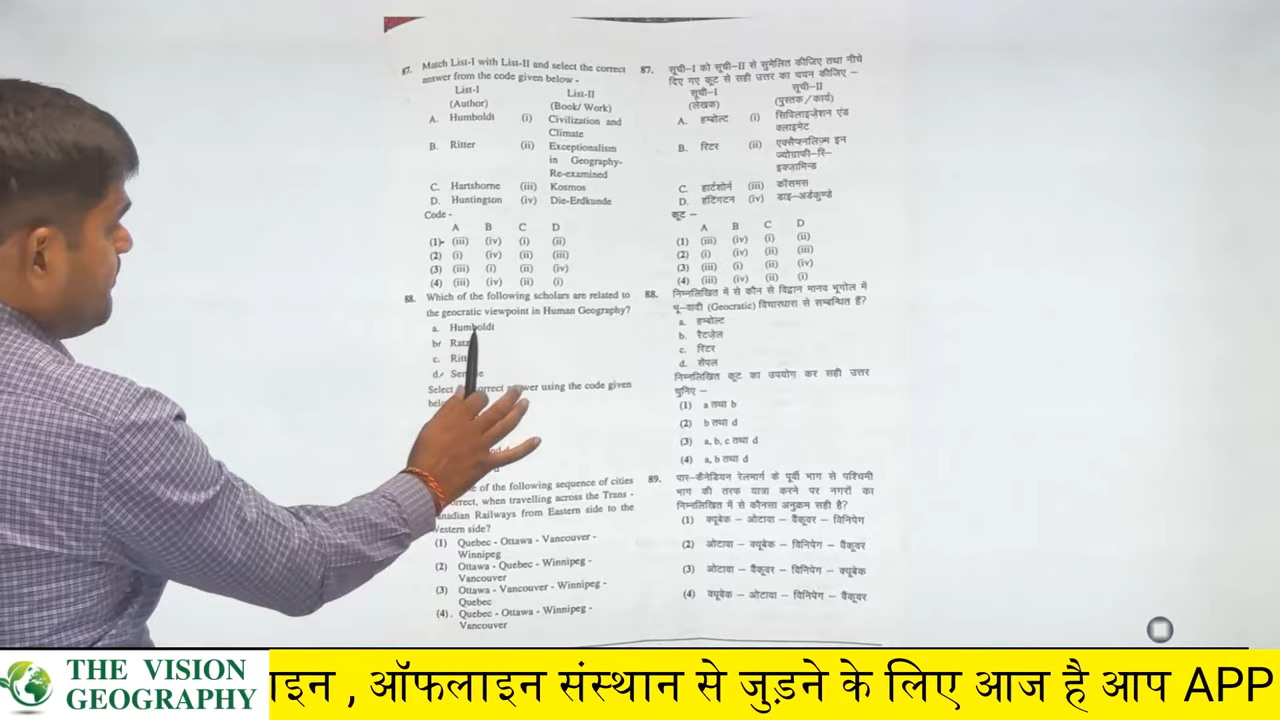 87. Match List-I with List-II and select the correct
answer from the code given below -
List-I List-II
(Author) (Book/ Work)
A. Humboldt (i) Civilization and
Climate
B. Ritter (ii) Exceptionalism
in Geography-
Re-examined
C. Hartshorne (iii) Kosmos
D. Huntington (iv) Die-Erdkunde
Code -
A B C D
(1)- (iii) (iv) (i) (ii)
(2) (i) (iv) (ii) (iii)
(3) (iii) (i) (ii) (iv)
(4) (iii) (iv) (ii) (i)
88. Which of the following scholars are related to
the geocratic viewpoint in Human Geography?
a. Humboldt
b.
c.
d.
Select correct answer using the code given
of the following sequence of cities
when travelling across the Trans -
Railways from Eastern side to the
Western side?
(1) Quebec - Ottawa - Vancouver -
Winnipeg
(2) Ottawa - Quebec - Winnipeg -
Vancouver
(3) Ottawa - Vancouver - Winnipeg -
Quebec
(4). Quebec - Ottawa - Winnipeg -
Vancouver
87. सूची-I को सूची-II से सुमेलित कीजिए तथा नीचे
दिए गए कूट से सही उत्तर का चयन कीजिए –
सूची-I सूची-II
(लेखक) (पुस्तक/कार्य)
A. हम्बोल्ट (i) सिविलाइज़ेशन एंड
क्लाइमेट
B. रिटर (ii) एक्सैप्नलिज़्म इन
ज्योग्राफी-रि-
इक्ज़ामिन्ड
C. हार्टशोर्न (iii) कॉसमस
D. हंटिंगटन (iv) डाइ-अर्डकुण्डे
कूट –
A B C D
(1) (iii) (iv) (i) (ii)
(2) (i) (iv) (ii) (iii)
(3) (iii) (i) (ii) (iv)
(4) (iii) (iv) (ii) (i)
88. निम्नलिखित में से कौन से विद्वान मानव भूगोल में
भू-वादी (Geocratic) विचारधारा से सम्बन्धित हैं?
a. हम्बोल्ट
b. रैटज़ेल
c. रिटर
d. सैंपल
निम्नलिखित कूट का उपयोग कर सही उत्तर
चुनिए –
(1) a तथा b
(2) b तथा d
(3) a, b, c तथा d
(4) a, b तथा d
89. पार-कैनेडियन रेलमार्ग के पूर्वी भाग से पश्चिमी
भाग की तरफ यात्रा करने पर नगरों का
निम्नलिखित में से कौनसा अनुक्रम सही है?
(1) क्यूबेक – ओटावा – वैंकूवर – विनिपेग
(2) ओटावा – क्यूबेक – विनिपेग – वैंकूवर
(3) ओटावा – वैंकूवर – विनिपेग – क्यूबेक
(4) क्यूबेक – ओटावा – विनिपेग – वैंकूवर
THE VISION
GEOGRAPHY
ाइन , ऑफलाइन संस्थान से जुड़ने के लिए आज है आप APP